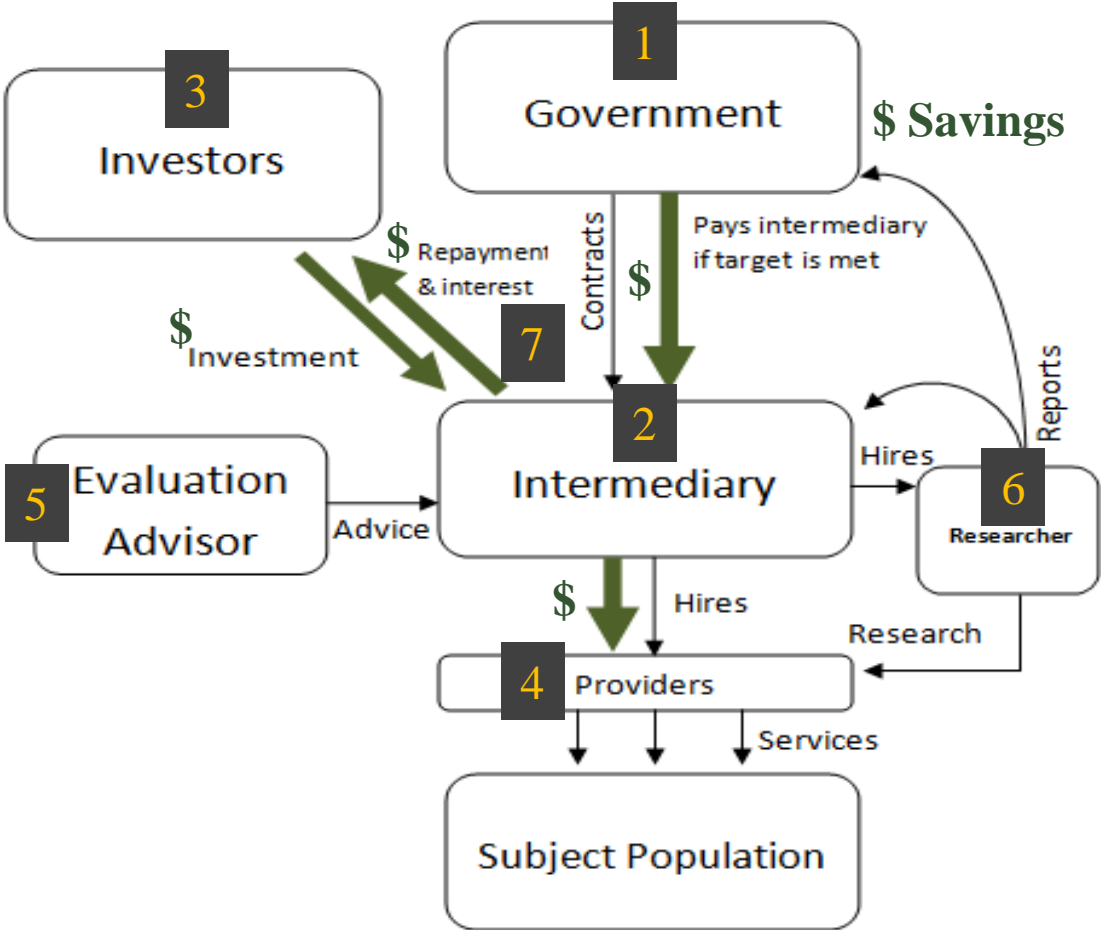 1
Government
$ Savings
3
Investors
Contracts
$
Pays intermediary
if target is met
$
Repayment
& interest
7
$
Investment
2
Intermediary
Hires
Reports
6
Researcher
5
Evaluation
Advisor
Advice
$
Hires
Research
4
Providers
Services
Subject Population